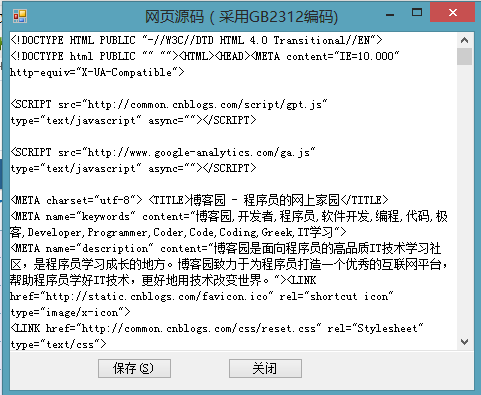 网页源码（采用GB2312编码）
<!DOCTYPE HTML PUBLIC "-//W3C//DTD HTML 4.0 Transitional//EN">
<!DOCTYPE html PUBLIC "" ""><HTML><HEAD><META content="IE=10.000"
http-equiv="X-UA-Compatible">
<SCRIPT src="http://common.cnblogs.com/script/gpt.js"
type="text/javascript" async=""></SCRIPT>
<SCRIPT src="http://www.google-analytics.com/ga.js"
type="text/javascript" async=""></SCRIPT>
<META charset="utf-8"> <TITLE>博客园 - 程序员的网上家园</TITLE>
<META name="keywords" content="博客园,开发者,程序员,软件开发,编程,代码,极
客,Developer,Programmer,Coder,Code,Coding,Greek,IT学习">
<META name="description" content="博客园是面向程序员的高品质IT技术学习社
区，是程序员学习成长的地方。博客园致力于为程序员打造一个优秀的互联网平台，
帮助程序员学好IT技术，更好地用技术改变世界。"><LINK
href="http://static.cnblogs.com/favicon.ico" rel="shortcut icon"
type="image/x-icon">
<LINK href="http://common.cnblogs.com/css/reset.css" rel="Stylesheet"
type="text/css">
保存(S)
关闭